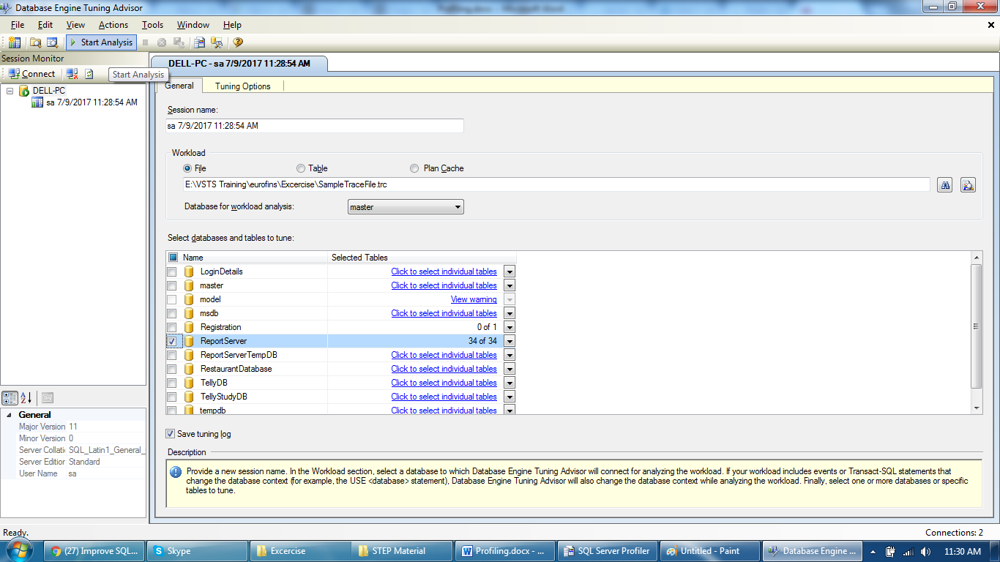 Database Engine Tuning Advisor
File Edit View Actions Tools Window Help
Start Analysis
Session Monitor
Connect
Start Analysis
DELL-PC
sa 7/9/2017 11:28:54 AM
General
Major Version 11
Minor Version 0
Server Collati SQL_Latin1_General_
Server Edition Standard
User Name sa
DELL-PC - sa 7/9/2017 11:28:54 AM
General Tuning Options
Session name:
sa 7/9/2017 11:28:54 AM
Workload
File Table Plan Cache
E:\VSTS Training\eurofins\Excercise\SampleTraceFile.trc
Database for workload analysis: master
Select databases and tables to tune:
Name Selected Tables
LoginDetails Click to select individual tables
master Click to select individual tables
model View warning
msdb Click to select individual tables
Registration 0 of 1
ReportServer 34 of 34
ReportServerTempDB Click to select individual tables
RestaurantDatabase Click to select individual tables
TellyDB Click to select individual tables
TellyStudyDB Click to select individual tables
tempdb Click to select individual tables
Save tuning log
Description
Provide a new session name. In the Workload section, select a database to which Database Engine Tuning Advisor will connect for analyzing the workload. If your workload includes events or Transact-SQL statements that
change the database context (for example, the USE <database> statement), Database Engine Tuning Advisor will also change the database context while analyzing the workload. Finally, select one or more databases or specific
tables to tune.
Ready. Connections: 2
(27) Improve SQL... Skype Excercise STEP Material Profiling.docx - ... SQL Server Profiler Untitled - Paint Database Engine ... 11:30 AM